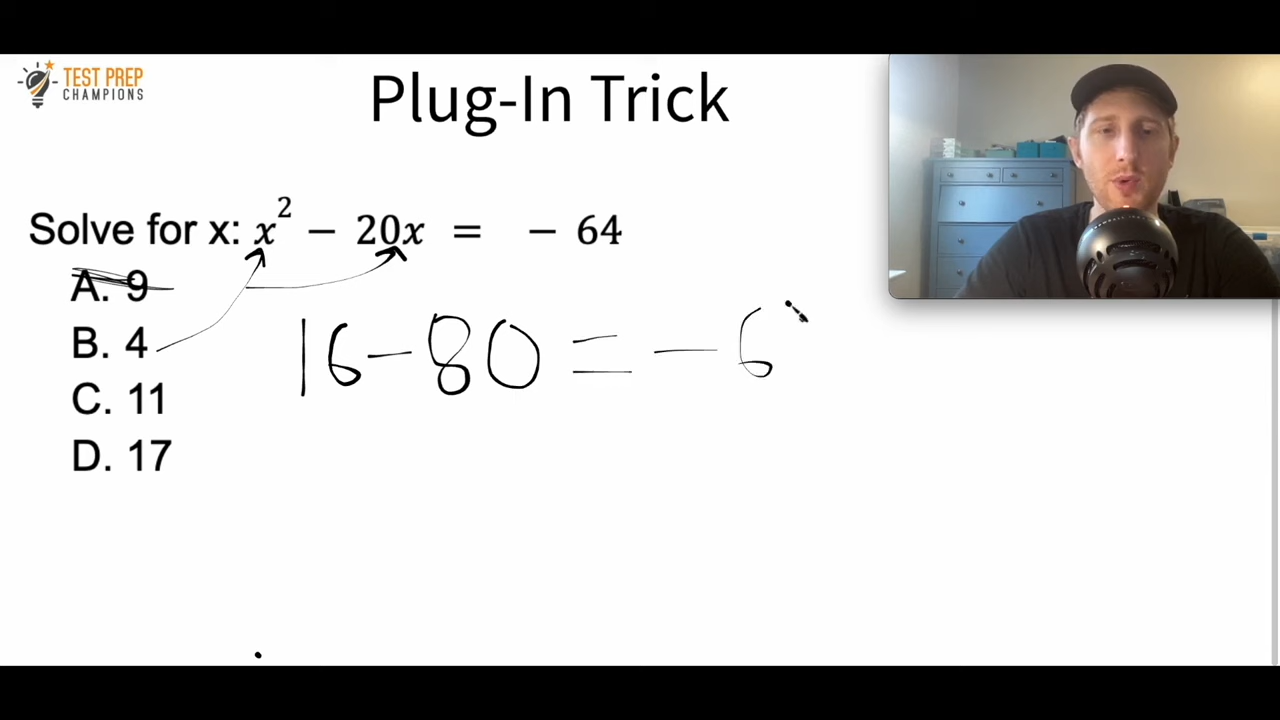 TEST PREP
CHAMPIONS
Plug-In Trick
Solve for x: x² − 20x = − 64
A. 9
B. 4
C. 11
D. 17
16-80=-6